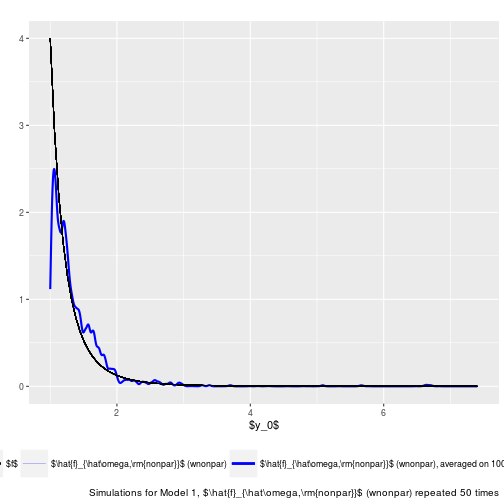 4
3
2
1
0
2 4 6
$y_0$
$f$ $\hat{f}_{\hat\omega,\rm{nonpar}}$ (wnonpar) $\hat{f}_{\hat\omega,\rm{nonpar}}$ (wnonpar), averaged on 100
Simulations for Model 1, $\hat{f}_{\hat\omega,\rm{nonpar}}$ (wnonpar) repeated 50 times